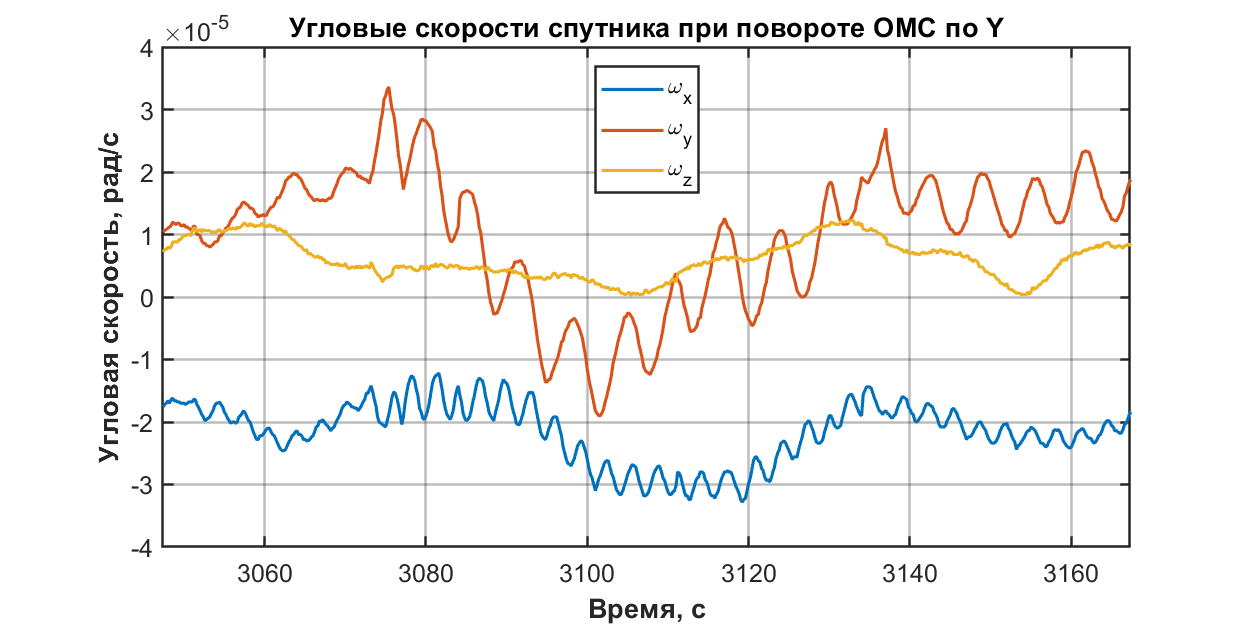 ×10⁻⁵
Угловые скорости спутника при повороте ОМС по Y
4
3
2
1
0
-1
-2
-3
-4
Угловая скорость, рад/с
ωx
ωy
ωz
3060 3080 3100 3120 3140 3160
Время, с